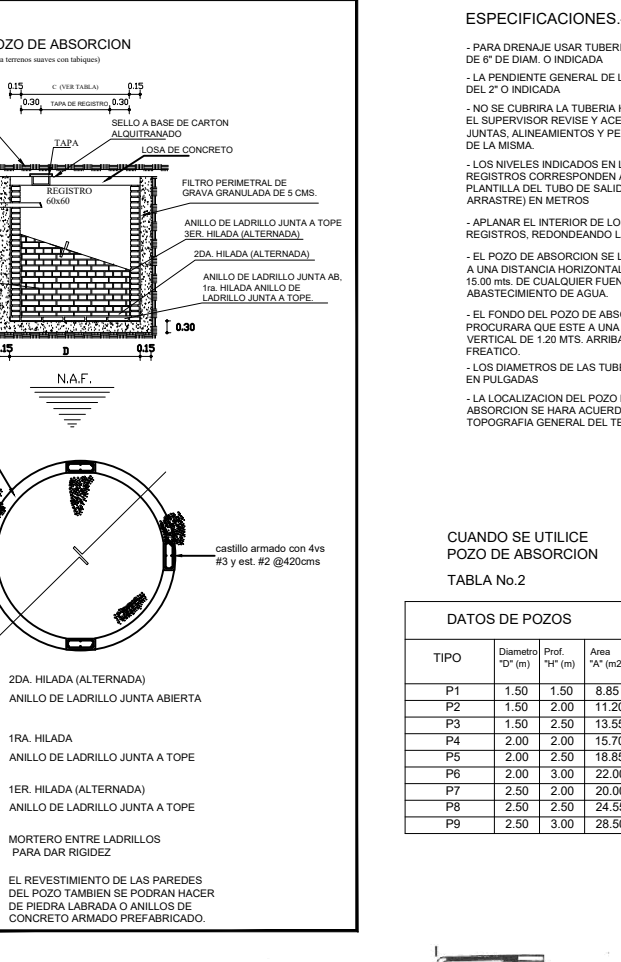 OZO DE ABSORCION
a terrenos suaves con tabiques)
0.15 C (VER TABLA) 0.15
0.30 TAPA DE REGISTRO 0.30
SELLO A BASE DE CARTON
ALQUITRANADO
TAPA
LOSA DE CONCRETO
REGISTRO
60x60
FILTRO PERIMETRAL DE
GRAVA GRANULADA DE 5 CMS.
ANILLO DE LADRILLO JUNTA A TOPE
3ER. HILADA (ALTERNADA)
2DA. HILADA (ALTERNADA)
ANILLO DE LADRILLO JUNTA AB,
1ra. HILADA ANILLO DE
LADRILLO JUNTA A TOPE.
0.30
.15 D 0.15
N.A.F.
castillo armado con 4vs
#3 y est. #2 @420cms
2DA. HILADA (ALTERNADA)
ANILLO DE LADRILLO JUNTA ABIERTA
1RA. HILADA
ANILLO DE LADRILLO JUNTA A TOPE
1ER. HILADA (ALTERNADA)
ANILLO DE LADRILLO JUNTA A TOPE
MORTERO ENTRE LADRILLOS
PARA DAR RIGIDEZ
EL REVESTIMIENTO DE LAS PAREDES
DEL POZO TAMBIEN SE PODRAN HACER
DE PIEDRA LABRADA O ANILLOS DE
CONCRETO ARMADO PREFABRICADO.
ESPECIFICACIONES.-
- PARA DRENAJE USAR TUBERI
DE 6" DE DIAM. O INDICADA
- LA PENDIENTE GENERAL DE L
DEL 2" O INDICADA
- NO SE CUBRIRA LA TUBERIA H
EL SUPERVISOR REVISE Y ACE
JUNTAS, ALINEAMIENTOS Y PE
DE LA MISMA.
- LOS NIVELES INDICADOS EN L
REGISTROS CORRESPONDEN A
PLANTILLA DEL TUBO DE SALID
ARRASTRE) EN METROS
- APLANAR EL INTERIOR DE LO
REGISTROS, REDONDEANDO L
- EL POZO DE ABSORCION SE L
A UNA DISTANCIA HORIZONTAL
15.00 mts. DE CUALQUIER FUEN
ABASTECIMIENTO DE AGUA.
- EL FONDO DEL POZO DE ABSO
PROCURARA QUE ESTE A UNA
VERTICAL DE 1.20 MTS. ARRIBA
FREATICO.
- LOS DIAMETROS DE LAS TUBE
EN PULGADAS
- LA LOCALIZACION DEL POZO D
ABSORCION SE HARA ACUERD
TOPOGRAFIA GENERAL DEL TE
CUANDO SE UTILICE
POZO DE ABSORCION
TABLA No.2
DATOS DE POZOS
TIPO Diametro Prof. Area
"D" (m) "H" (m) "A" (m2
P1 1.50 1.50 8.85
P2 1.50 2.00 11.20
P3 1.50 2.50 13.55
P4 2.00 2.00 15.70
P5 2.00 2.50 18.85
P6 2.00 3.00 22.00
P7 2.50 2.00 20.00
P8 2.50 2.50 24.55
P9 2.50 3.00 28.50